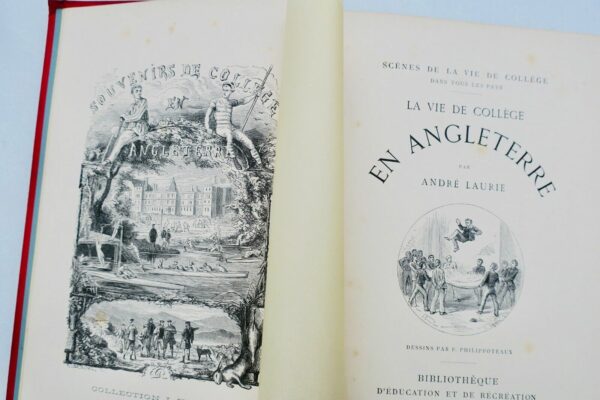 SOUVENIRS DE COLLÈGE
EN
ANGLETERRE
COLLECTION
SCÈNES DE LA VIE DE COLLÈGE
DANS TOUS LES PAYS
LA VIE DE COLLÈGE
EN ANGLETERRE
PAR
ANDRÉ LAURIE
DESSINS PAR P. PHILIPPOTEAUX
BIBLIOTHÈQUE
D'ÉDUCATION ET DE RÉCRÉATION